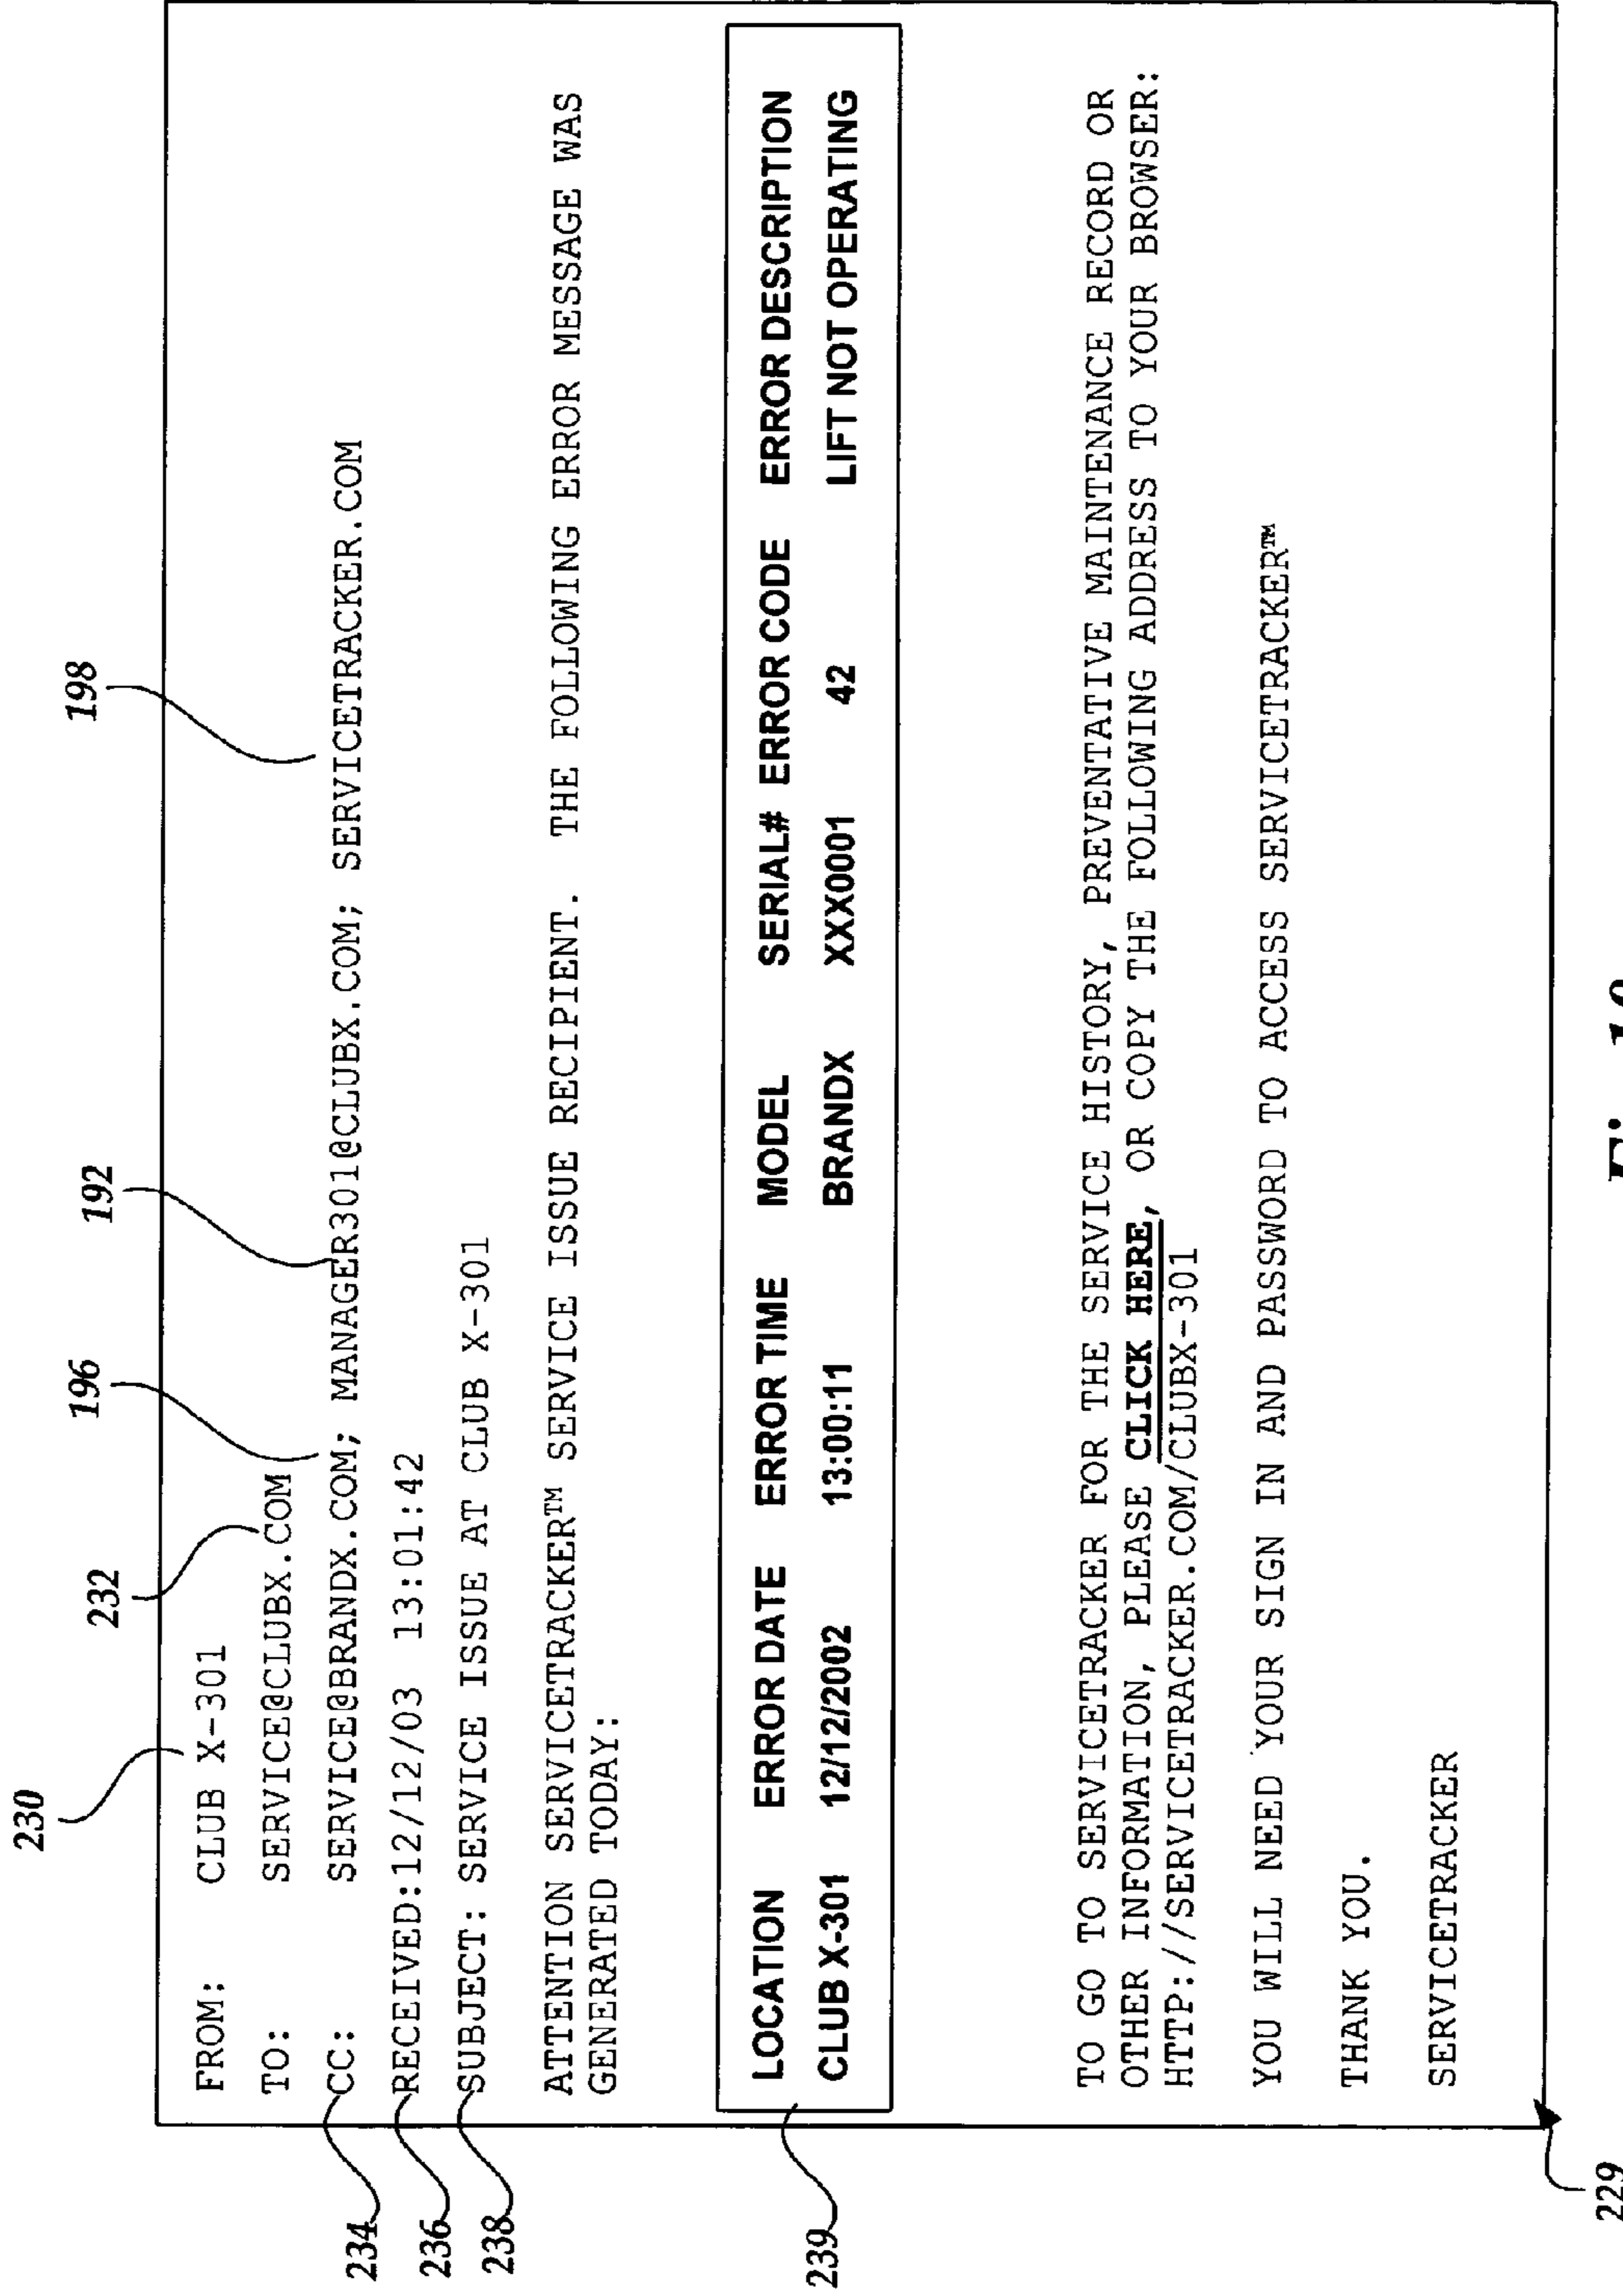 230
232
196
192
198
FROM: CLUB X-301
TO: SERVICE@CLUBX.COM
234 CC: SERVICE@BRANDX.COM; MANAGER301@CLUBX.COM; SERVICETRACKER.COM
236 RECEIVED:12/12/03 13:01:42
238 SUBJECT: SERVICE ISSUE AT CLUB X-301
ATTENTION SERVICETRACKER™ SERVICE ISSUE RECIPIENT. THE FOLLOWING ERROR MESSAGE WAS
GENERATED TODAY:
239
LOCATION ERROR DATE ERROR TIME MODEL SERIAL# ERROR CODE ERROR DESCRIPTION
CLUB X-301 12/12/2002 13:00:11 BRANDX XXX0001 42 LIFT NOT OPERATING
TO GO TO SERVICETRACKER FOR THE SERVICE HISTORY, PREVENTATIVE MAINTENANCE RECORD OR
OTHER INFORMATION, PLEASE CLICK HERE, OR COPY THE FOLLOWING ADDRESS TO YOUR BROWSER:
HTTP://SERVICETRACKER.COM/CLUBX-301
YOU WILL NEED YOUR SIGN IN AND PASSWORD TO ACCESS SERVICETRACKER™
THANK YOU.
SERVICETRACKER
229